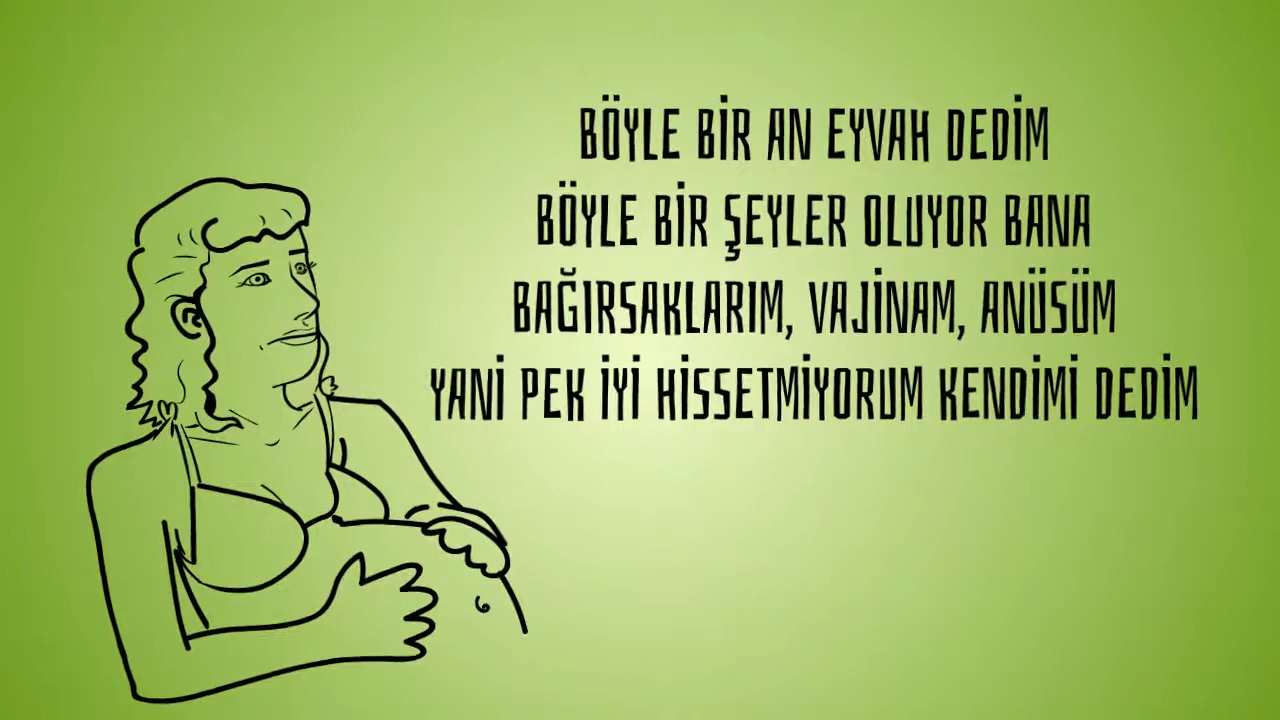 BÖYLE BİR AN EYVAH DEDİM
BÖYLE BİR ŞEYLER OLUYOR BANA
BAĞIRSAKLARIM, VAJİNAM, ANÜSÜM
YANİ PEK İYİ HİSSETMİYORUM KENDİMİ DEDİM